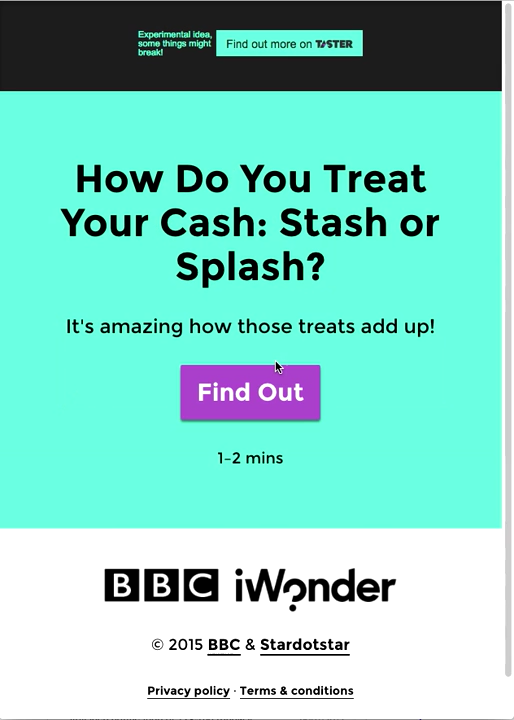 Experimental idea,
some things might
break!
Find out more on TASTER
How Do You Treat
Your Cash: Stash or
Splash?
It's amazing how those treats add up!
Find Out
1-2 mins
BBC iWonder
© 2015 BBC & Stardotstar
Privacy policy · Terms & conditions